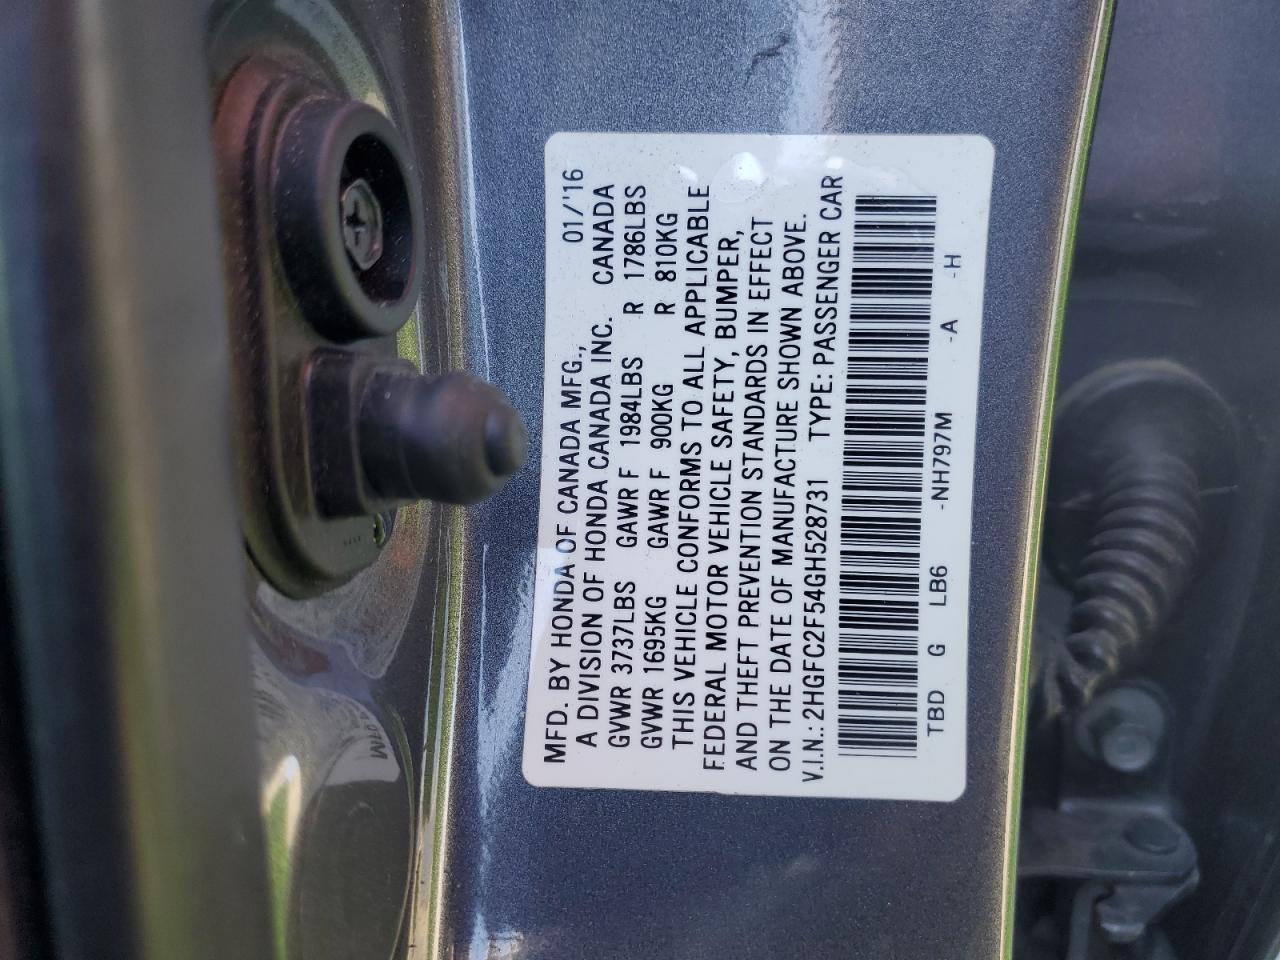 MFD. BY HONDA OF CANADA MFG., 01/'16
A DIVISION OF HONDA CANADA INC. CANADA
GVWR 3737LBS GAWR F 1984LBS R 1786LBS
GVWR 1695KG GAWR F 900KG R 810KG
THIS VEHICLE CONFORMS TO ALL APPLICABLE
FEDERAL MOTOR VEHICLE SAFETY, BUMPER,
AND THEFT PREVENTION STANDARDS IN EFFECT
ON THE DATE OF MANUFACTURE SHOWN ABOVE.
V.I.N.: 2HGFC2F54GH528731 TYPE: PASSENGER CAR
TBD G LB6 -NH797M -A -H